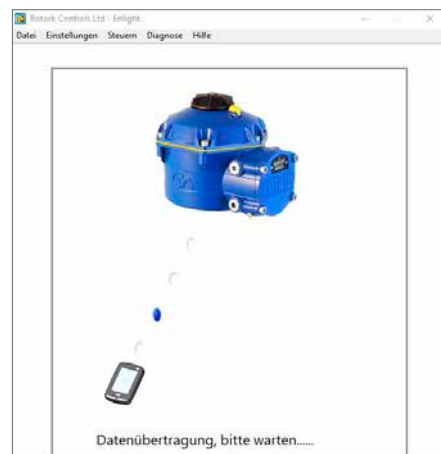 Rotork Controls Ltd - Enlight.
Datei Einstellungen Steuern Diagnose Hilfe
Datenübertragung, bitte warten......